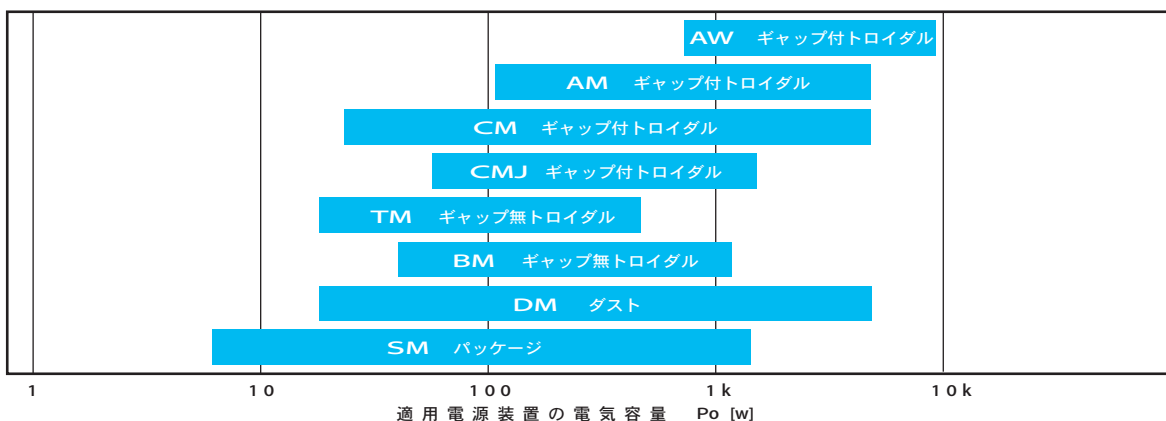 AW ギャップ付トロイダル
AM ギャップ付トロイダル
CM ギャップ付トロイダル
CMJ ギャップ付トロイダル
TM ギャップ無トロイダル
BM ギャップ無トロイダル
DM ダスト
SM パッケージ
1 10 100 1k 10k
適用電源装置の電気容量 Po [w]